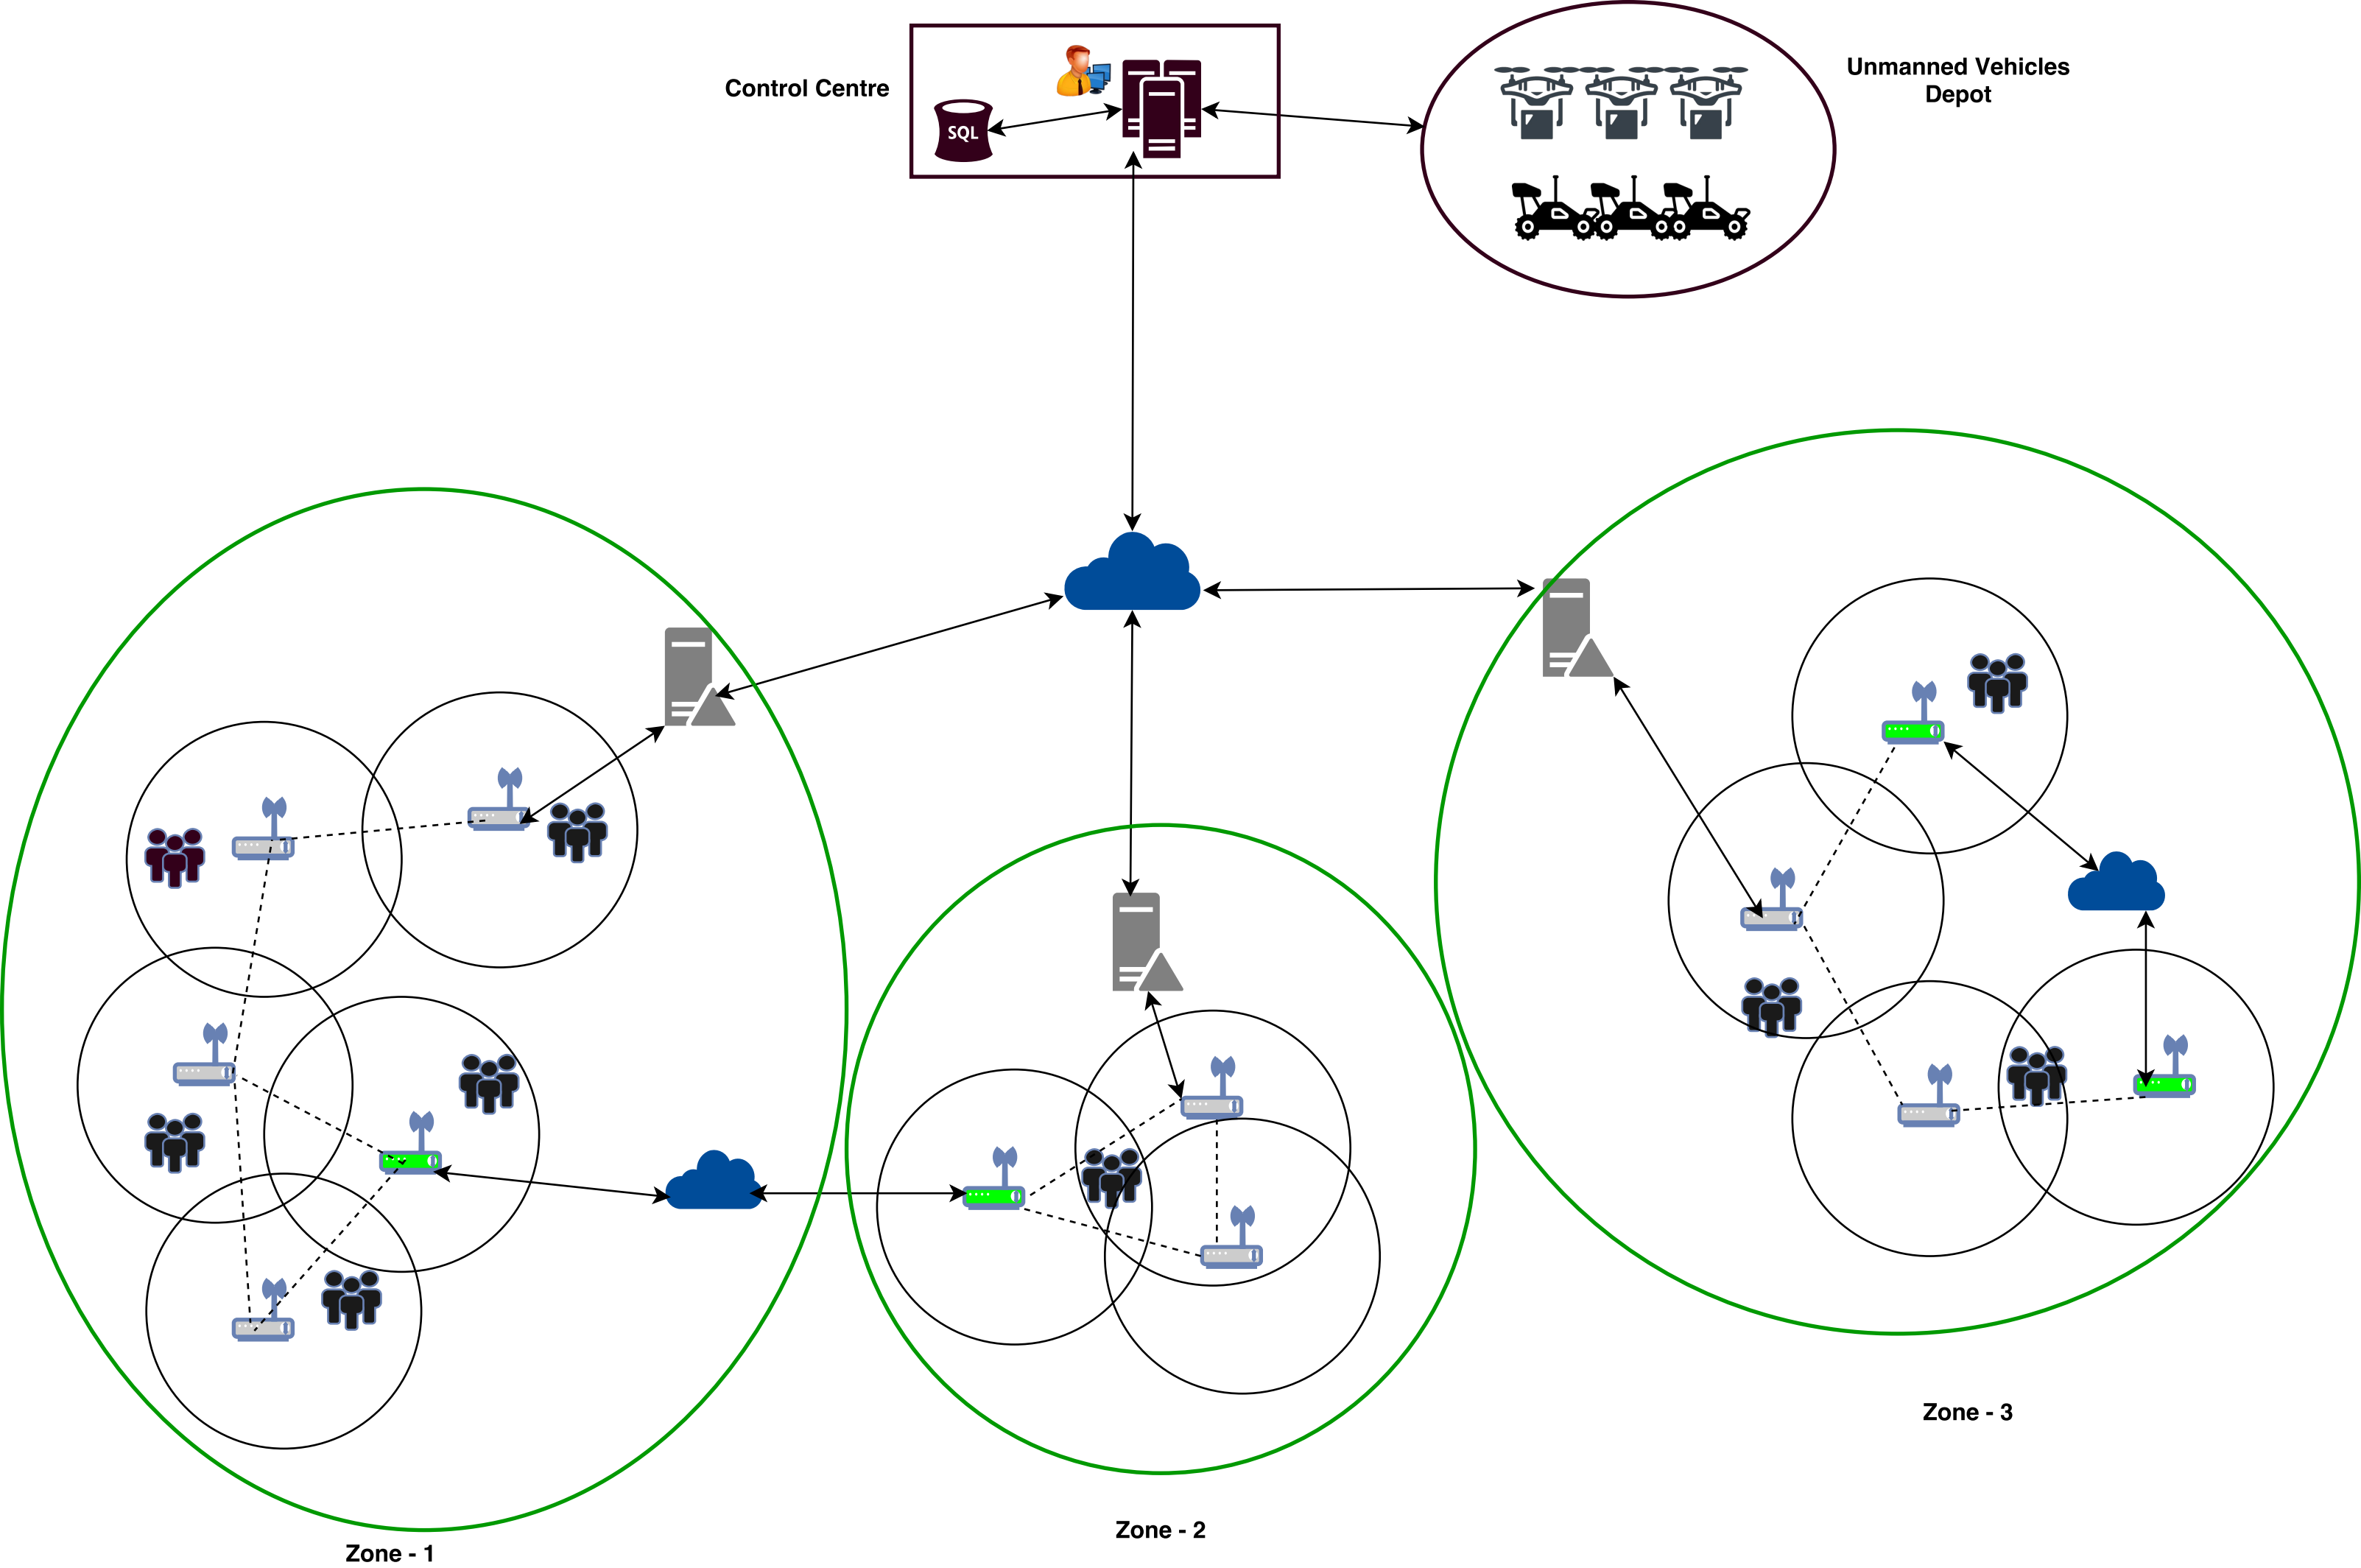 Control Centre
SQL
Unmanned Vehicles
Depot
Zone - 3
Zone - 2
Zone - 1